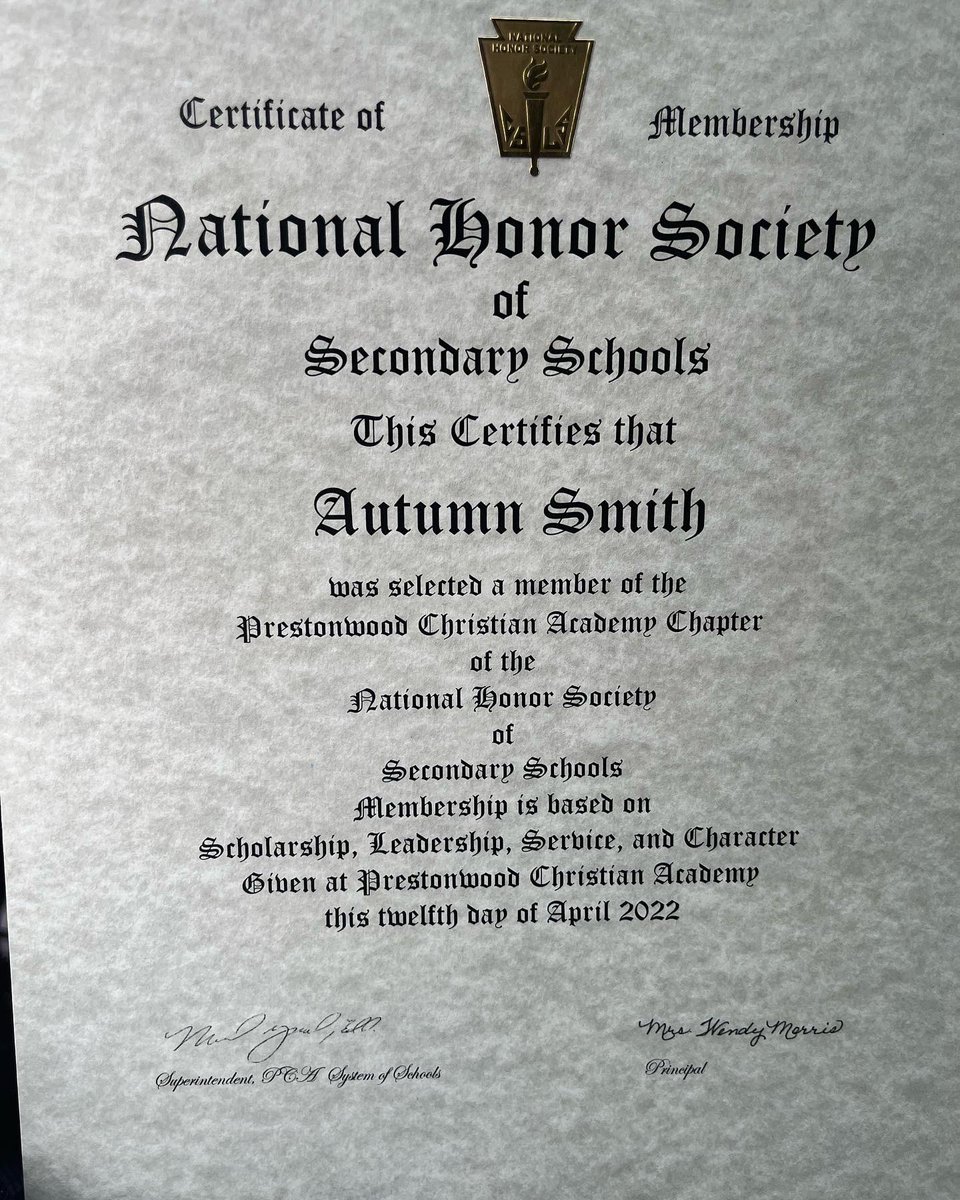 NATIONAL
HONOR SOCIETY
Certificate of Membership
National Honor Society
of
Secondary Schools
This Certifies that
Autumn Smith
was selected a member of the
Prestonwood Christian Academy Chapter
of the
National Honor Society
of
Secondary Schools
Membership is based on
Scholarship, Leadership, Service, and Character
Given at Prestonwood Christian Academy
this twelfth day of April 2022
Mrs. Wendy Morris
Superintendent, PCA System of Schools
Principal